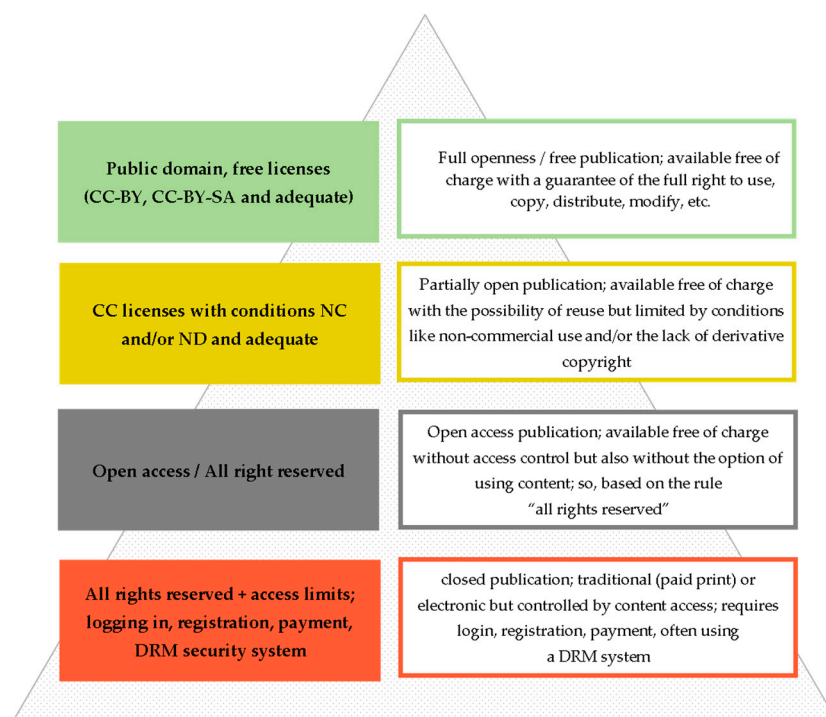 Public domain, free licenses
(CC-BY, CC-BY-SA and adequate)
Full openness / free publication; available free of
charge with a guarantee of the full right to use,
copy, distribute, modify, etc.
CC licenses with conditions NC
and/or ND and adequate
Partially open publication; available free of charge
with the possibility of reuse but limited by conditions
like non-commercial use and/or the lack of derivative
copyright
Open access / All right reserved
Open access publication; available free of charge
without access control but also without the option of
using content; so, based on the rule
“all rights reserved”
All rights reserved + access limits;
logging in, registration, payment,
DRM security system
closed publication; traditional (paid print) or
electronic but controlled by content access; requires
login, registration, payment, often using
a DRM system